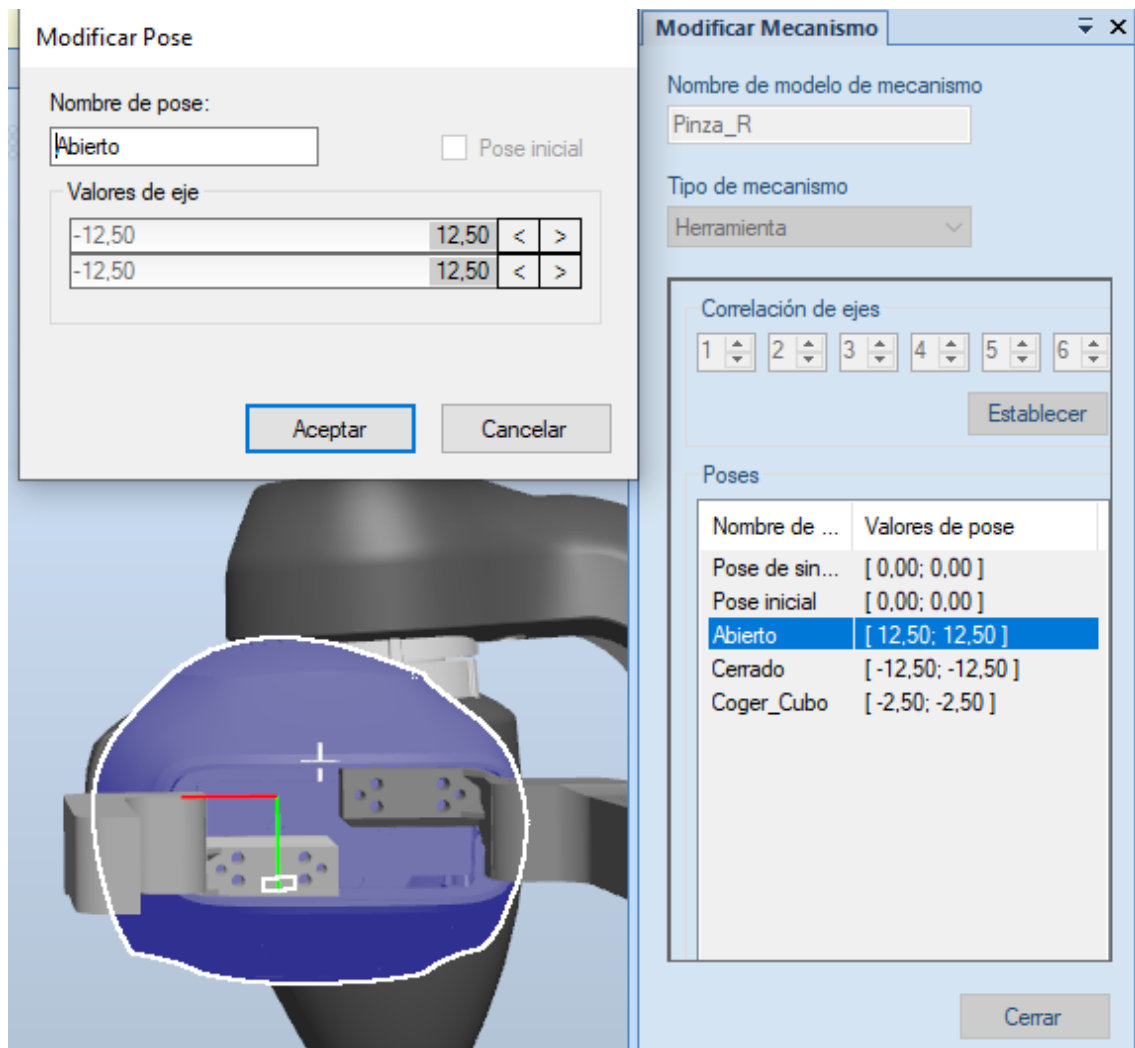 Modificar Pose
Nombre de pose:
Abierto
Pose inicial
Valores de eje
-12,50 12,50 < >
-12,50 12,50 < >
Aceptar Cancelar
Modificar Mecanismo
Nombre de modelo de mecanismo
Pinza_R
Tipo de mecanismo
Herramienta
Correlación de ejes
1 2 3 4 5 6
Establecer
Poses
Nombre de ... Valores de pose
Pose de sin... [ 0,00; 0,00 ]
Pose inicial [ 0,00; 0,00 ]
Abierto [ 12,50; 12,50 ]
Cerrado [ -12,50; -12,50 ]
Coger_Cubo [ -2,50; -2,50 ]
Cerrar